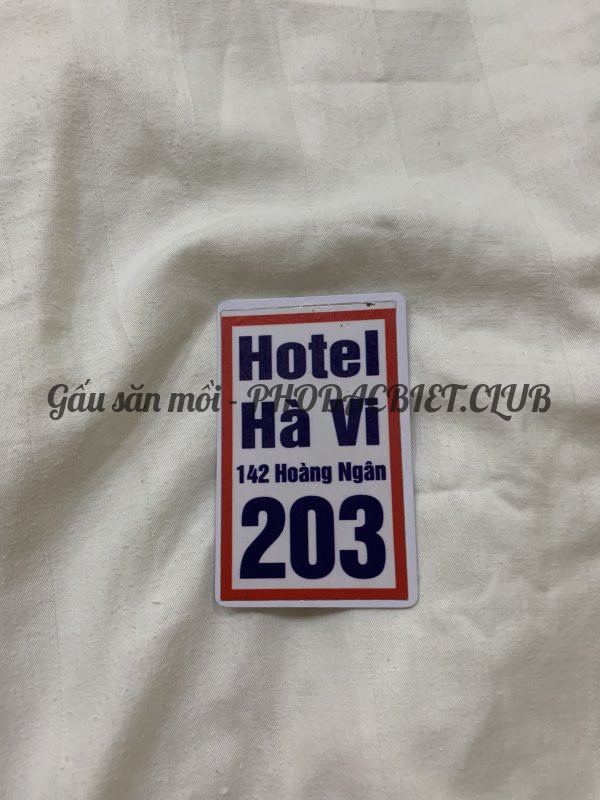 Hotel
Gấu săn mồi - PHODACBIET.CLUB
Hà Vi
142 Hoàng Ngân
203